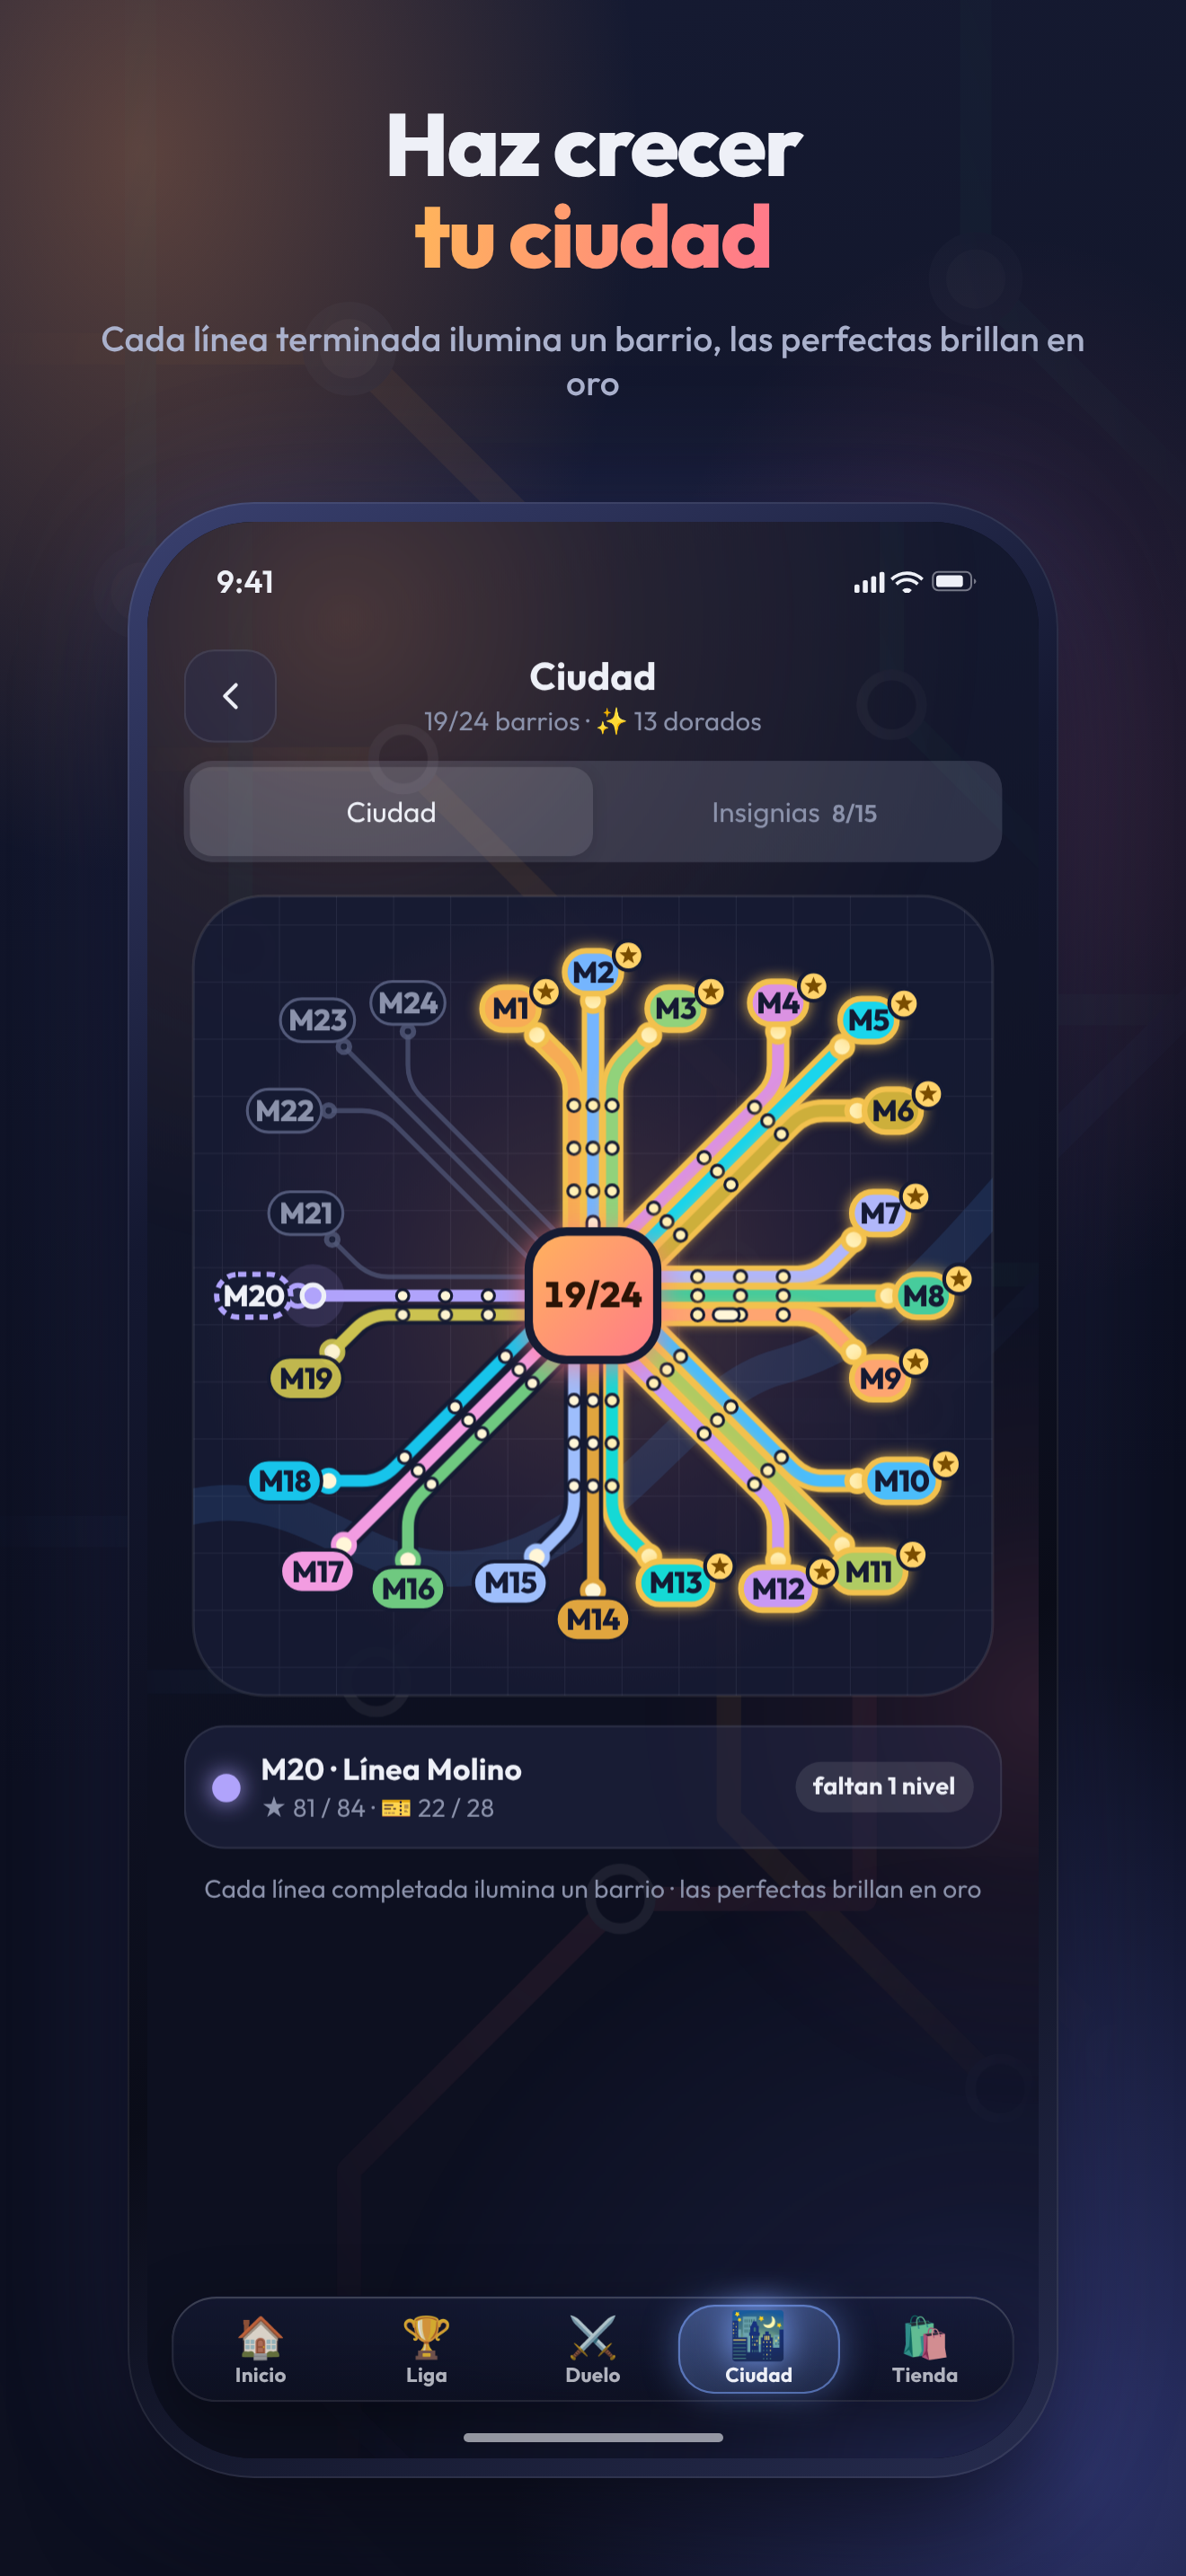 Haz crecer
tu ciudad
Cada línea terminada ilumina un barrio, las perfectas brillan en
oro
9:41
Ciudad
19/24 barrios · ✨ 13 dorados
Ciudad
Insignias 8/15
M2
M1
M3
M4
M5
M24
M23
M22
M6
M21
M7
M20
19/24
M8
M19
M9
M18
M10
M17
M16
M15
M14
M13
M12
M11
M20 · Línea Molino
★ 81 / 84 · 🎫 22 / 28
faltan 1 nivel
Cada línea completada ilumina un barrio · las perfectas brillan en oro
Inicio
Liga
Duelo
Ciudad
Tienda